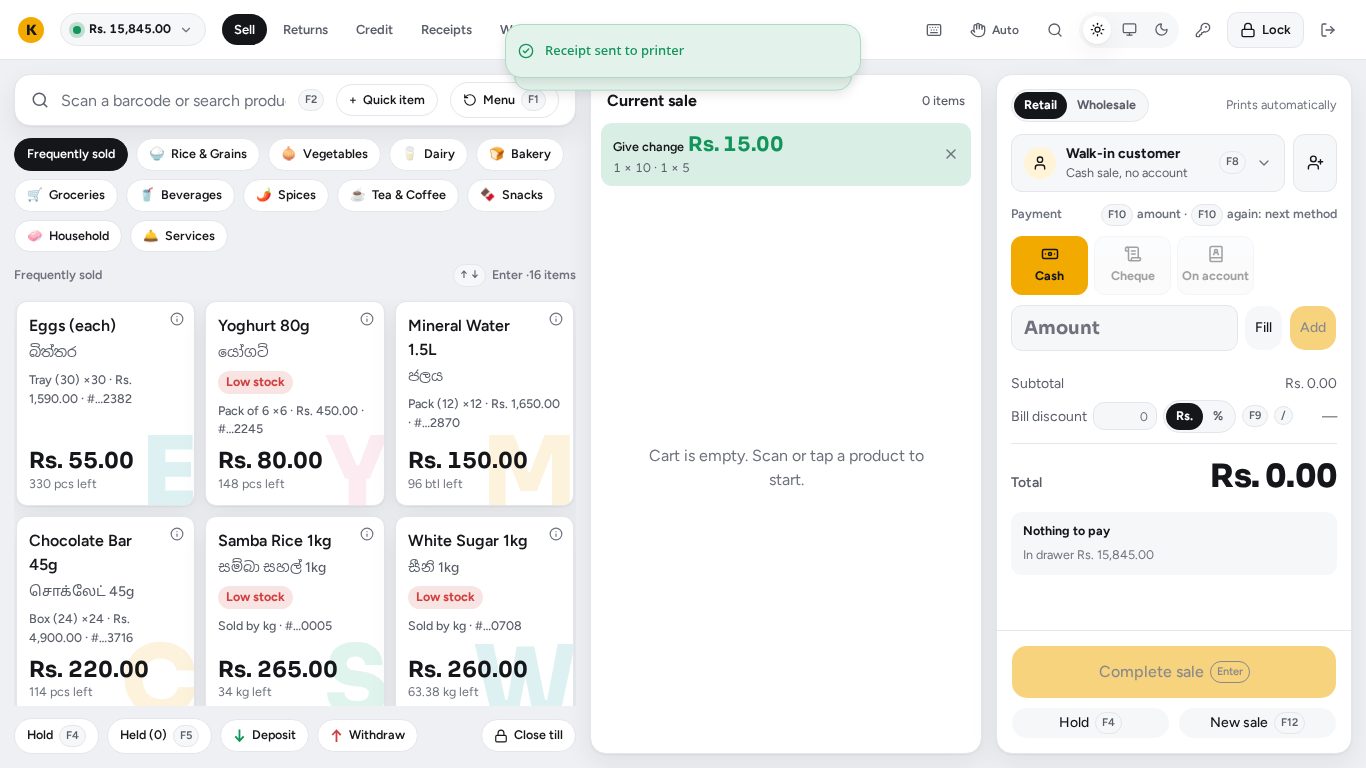 K
Rs. 15,845.00
Sell
Returns
Credit
Receipts
Auto
Lock
Receipt sent to printer
Scan a barcode or search produ
F2
+ Quick item
Menu F1
Frequently sold
Rice & Grains
Vegetables
Dairy
Bakery
Groceries
Beverages
Spices
Tea & Coffee
Snacks
Household
Services
Frequently sold
Enter · 16 items
Eggs (each)
බිත්තර
Tray (30) ×30 · Rs.
1,590.00 · #…2382
E
Rs. 55.00
330 pcs left
Yoghurt 80g
යෝගට්
Low stock
Pack of 6 ×6 · Rs. 450.00 ·
#…2245
Y
Rs. 80.00
148 pcs left
Mineral Water
1.5L
ජලය
Pack (12) ×12 · Rs. 1,650.00
· #…2870
M
Rs. 150.00
96 btl left
Chocolate Bar
45g
சொக்லேட் 45g
Box (24) ×24 · Rs.
4,900.00 · #…3716
C
Rs. 220.00
114 pcs left
Samba Rice 1kg
සම්බා සහල් 1kg
Low stock
Sold by kg · #…0005
S
Rs. 265.00
34 kg left
White Sugar 1kg
සීනි 1kg
Low stock
Sold by kg · #…0708
W
Rs. 260.00
63.38 kg left
Hold F4
Held (0) F5
Deposit
Withdraw
Close till
Current sale
0 items
Give change Rs. 15.00
1 × 10 · 1 × 5
Cart is empty. Scan or tap a product to
start.
Retail
Wholesale
Prints automatically
Walk-in customer
Cash sale, no account
F8
Payment
F10 amount · F10 again: next method
Cash
Cheque
On account
Amount
Fill
Add
Subtotal
Rs. 0.00
Bill discount
0
Rs.
%
F9
/
—
Total
Rs. 0.00
Nothing to pay
In drawer Rs. 15,845.00
Complete sale Enter
Hold F4
New sale F12